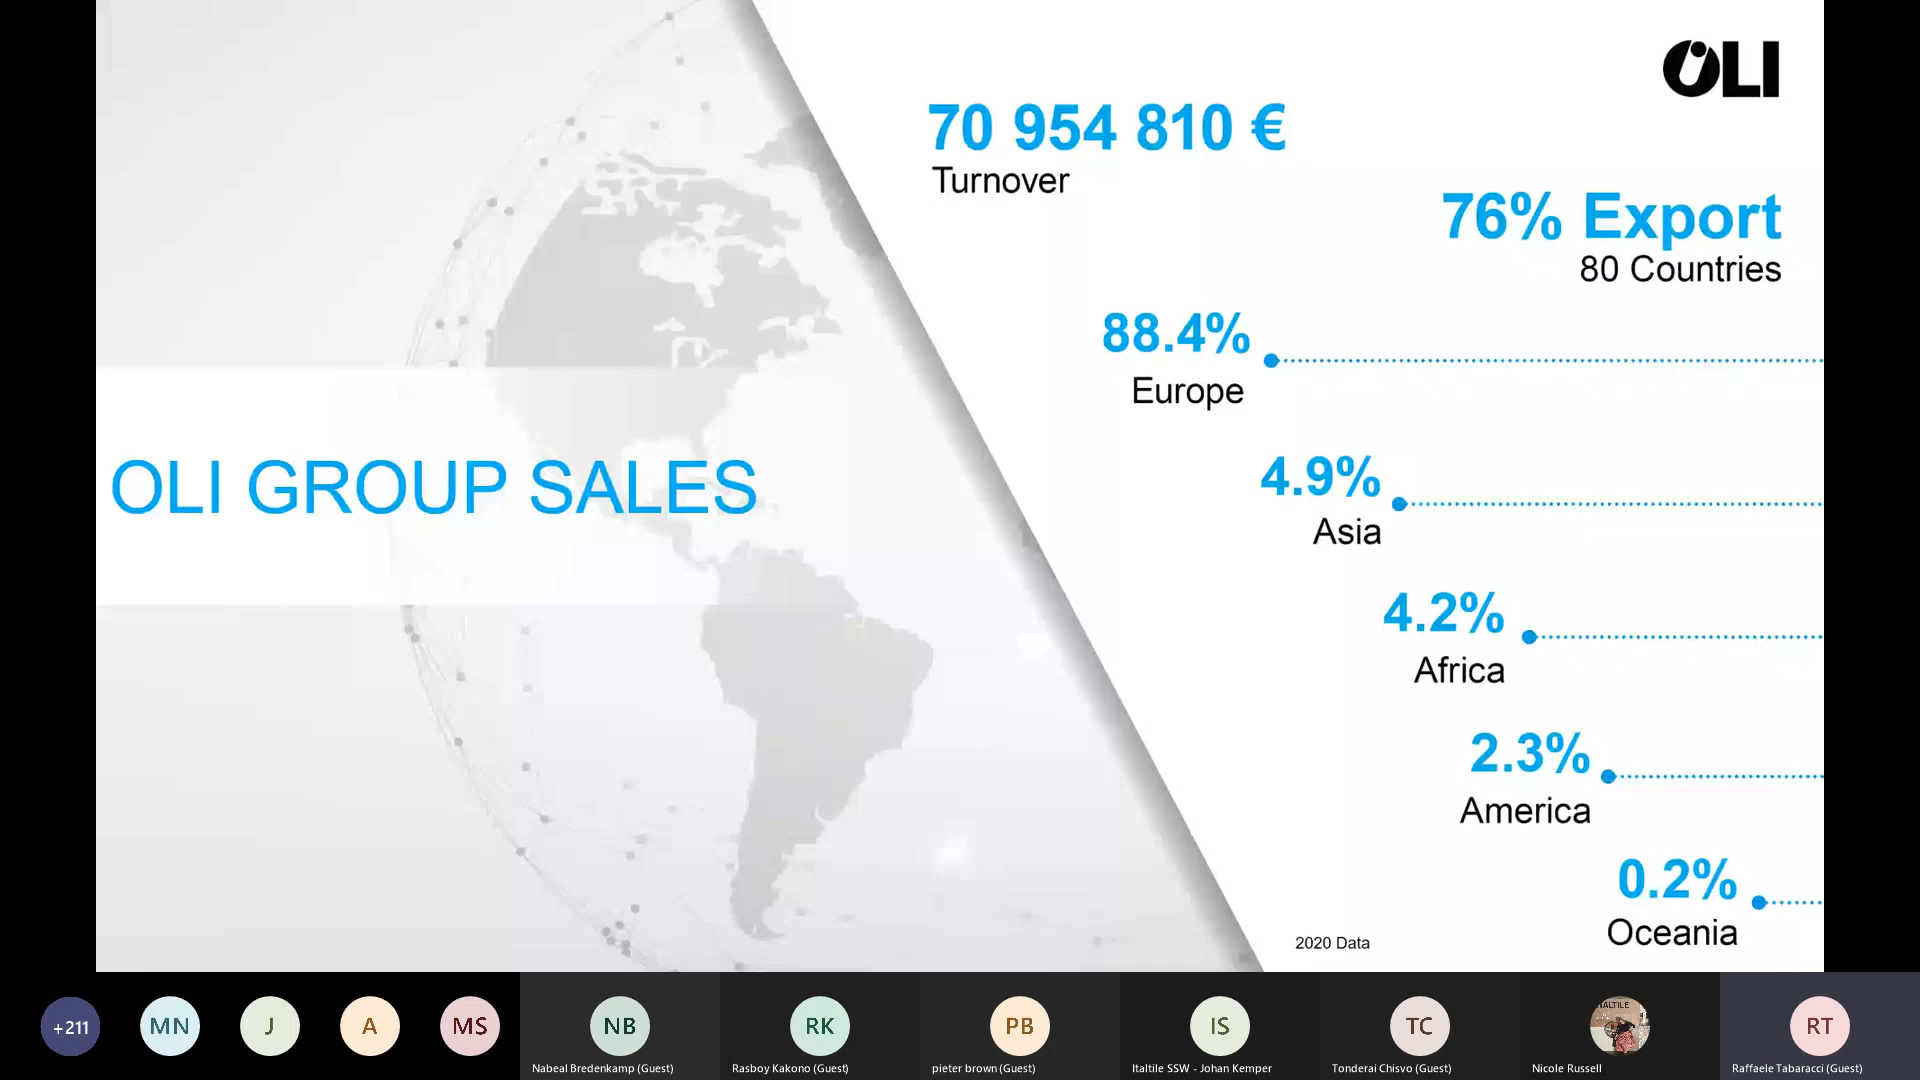 OLI
70 954 810 €
Turnover
76% Export
80 Countries
88.4%
Europe
OLI GROUP SALES
4.9%
Asia
4.2%
Africa
2.3%
America
0.2%
Oceania
2020 Data
+211
MN
J
A
MS
NB
RK
PB
IS
TC
ALTILE
RT
Nabeal Bredenkamp (Guest)
Rasboy Kakono (Guest)
pieter brown (Guest)
Italtile SSW - Johan Kemper
Tonderai Chisvo (Guest)
Nicole Russell
Raffaele Tabaracci (Guest)